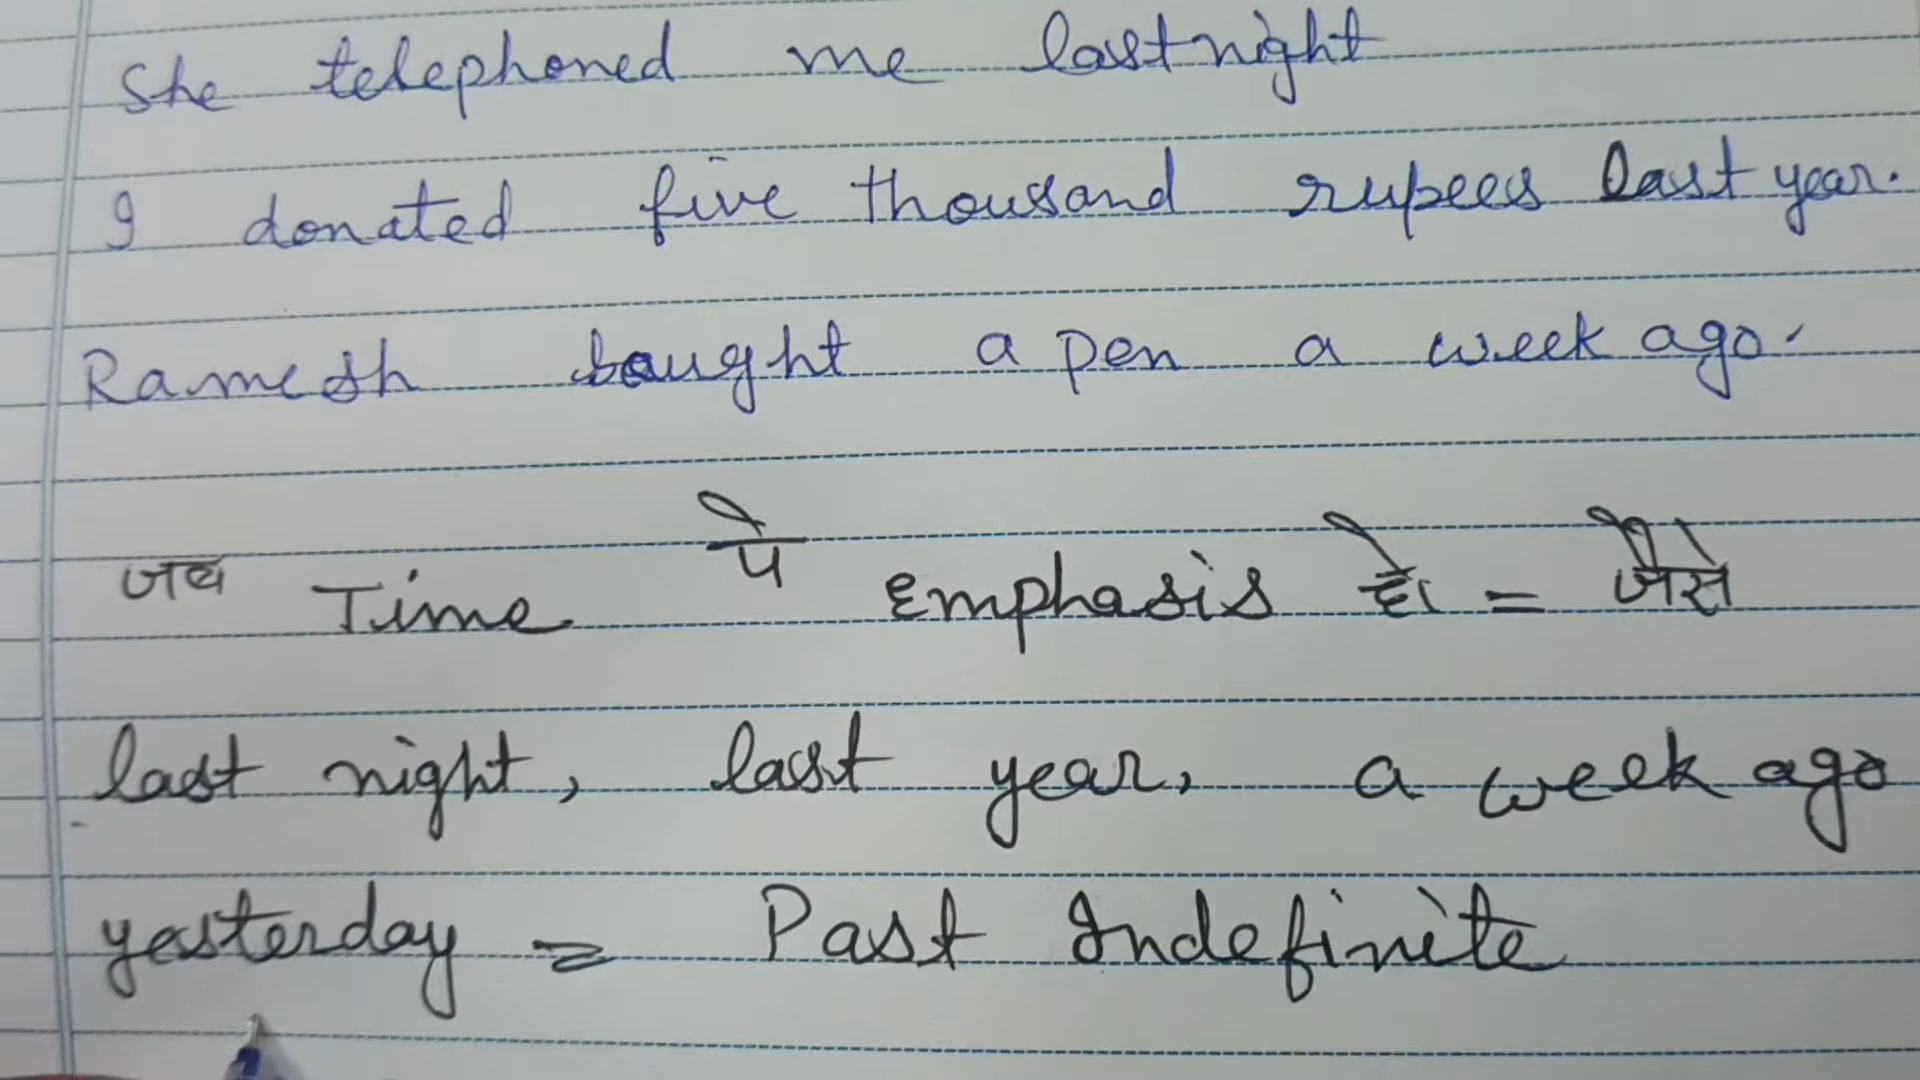 She telephoned me last night
I donated five thousand rupees last year.
Ramesh bought a pen a week ago.
जब Time पे emphasis हो = जैसे
last night, last year, a week ago
yesterday = Past Indefinite